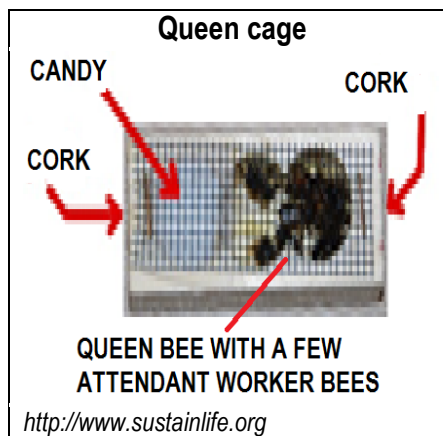 Queen cage
CANDY
CORK
CORK
QUEEN BEE WITH A FEW
ATTENDANT WORKER BEES
http://www.sustainlife.org